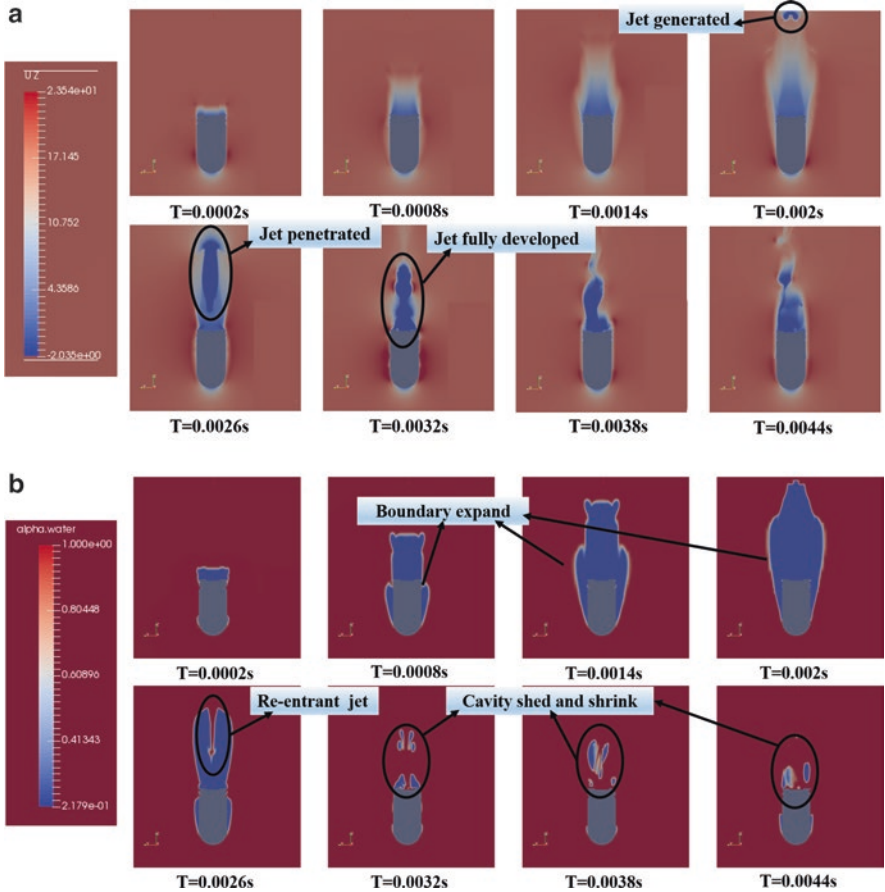 a
Jet generated
U Z
2.354e+01
17.145
10.752
4.3586
-2.035e+00
T=0.0002s
T=0.0008s
T=0.0014s
T=0.002s
Jet penetrated
Jet fully developed
T=0.0026s
T=0.0032s
T=0.0038s
T=0.0044s
b
Boundary expand
alpha.water
1.000e+00
0.80448
0.60896
0.41343
2.179e-01
T=0.0002s
T=0.0008s
T=0.0014s
T=0.002s
Re-entrant jet
Cavity shed and shrink
T=0.0026s
T=0.0032s
T=0.0038s
T=0.0044s